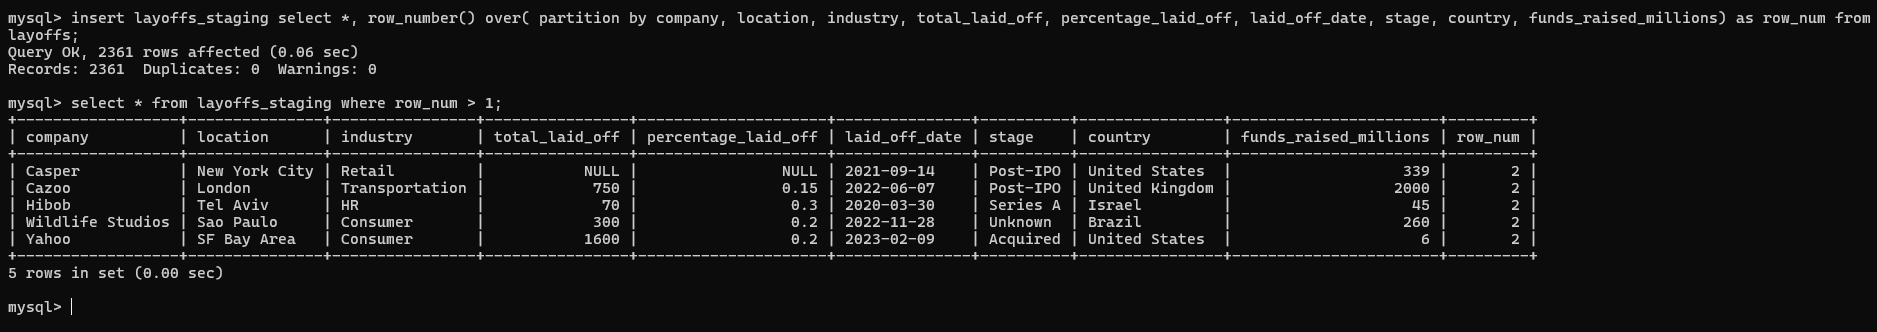 mysql> insert layoffs_staging select *, row_number() over( partition by company, location, industry, total_laid_off, percentage_laid_off, laid_off_date, stage, country, funds_raised_millions) as row_num from
layoffs;
Query OK, 2361 rows affected (0.06 sec)
Records: 2361  Duplicates: 0  Warnings: 0

mysql> select * from layoffs_staging where row_num > 1;
+------------------+---------------+----------------+----------------+---------------------+---------------+----------+----------------+-----------------------+---------+
| company          | location      | industry       | total_laid_off | percentage_laid_off | laid_off_date | stage    | country        | funds_raised_millions | row_num |
+------------------+---------------+----------------+----------------+---------------------+---------------+----------+----------------+-----------------------+---------+
| Casper           | New York City | Retail         |           NULL |                NULL | 2021-09-14    | Post-IPO | United States  |                   339 |       2 |
| Cazoo            | London        | Transportation |            750 |                0.15 | 2022-06-07    | Post-IPO | United Kingdom |                  2000 |       2 |
| Hibob            | Tel Aviv      | HR             |             70 |                 0.3 | 2020-03-30    | Series A | Israel         |                    45 |       2 |
| Wildlife Studios | Sao Paulo     | Consumer       |            300 |                 0.2 | 2022-11-28    | Unknown  | Brazil         |                   260 |       2 |
| Yahoo            | SF Bay Area   | Consumer       |           1600 |                 0.2 | 2023-02-09    | Acquired | United States  |                     6 |       2 |
+------------------+---------------+----------------+----------------+---------------------+---------------+----------+----------------+-----------------------+---------+
5 rows in set (0.00 sec)

mysql>